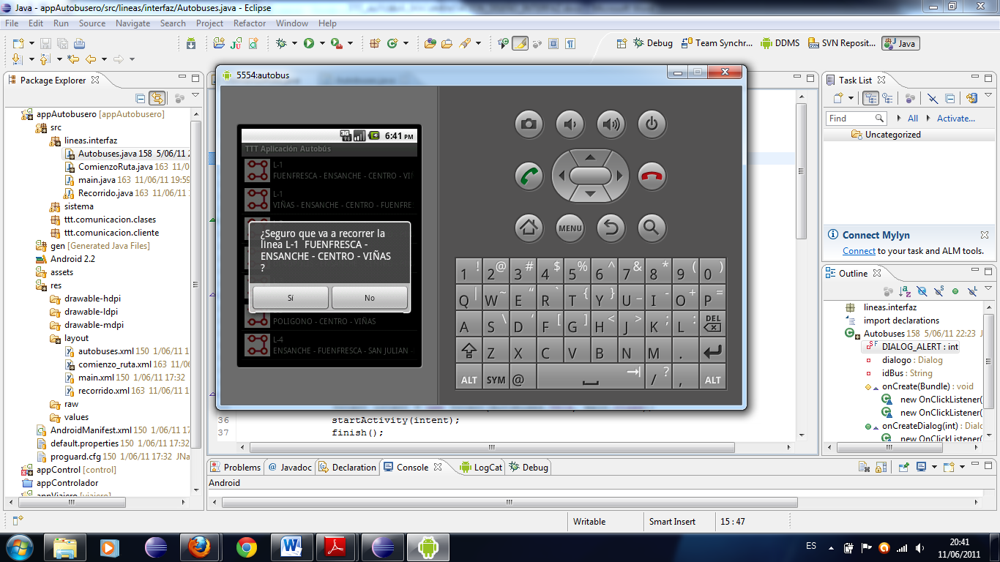 Java - appAutobusero/src/lineas/interfaz/Autobuses.java - Eclipse
File Edit Run Source Navigate Search Project Refactor Window Help
Debug Team Synchr... DDMS SVN Reposit... Java
Package Explorer
appAutobusero [appAutobusero]
src
lineas.interfaz
Autobuses.java 158 5/06/11 2
ComienzoRuta.java 163 11/0
main.java 163 11/06/11 19:59
Recorrido.java 163 11/06/11
sistema
ttt.comunicacion.clases
ttt.comunicacion.cliente
gen [Generated Java Files]
Android 2.2
assets
res
drawable-hdpi
drawable-ldpi
drawable-mdpi
layout
autobuses.xml 150 1/06/11 1
comienzo_ruta.xml 163 11/0
main.xml 150 1/06/11 17:32
recorrido.xml 163 11/06/11 1
raw
values
AndroidManifest.xml 150 1/06/11 17
default.properties 150 1/06/11 17:32
proguard.cfg 150 1/06/11 17:32 JNa
appControl [control]
appControlador
appViajero [viajero]
5554:autobus
3G 6:41 PM
TTT Aplicación Autobús
L-1
FUENFRESCA - ENSANCHE - CENTRO - VIÑ
L-1
VIÑAS - ENSANCHE - CENTRO - FUENFRE
¿Seguro que va a recorrer la
línea L-1 FUENFRESCA -
ENSANCHE - CENTRO - VIÑAS
?
Sí No
POLIGONO - CENTRO - VIÑAS
L-4
ENSANCHE - FUENFRESCA - SAN JULIAN -
MENU
1 ! 2 @ 3 # 4 $ 5 % 6 ^ 7 & 8 * 9 ( 0 )
Q | W ~ E " R ` T { Y } U _ I - O + P =
A S \ D ' F [ G ] H < J > K ; L : DEL
Z X C V B N M .
ALT SYM @ / ? , ALT
36 startActivity(intent);
37 finish();
Task List
Find All Activate...
Uncategorized
Connect Mylyn
Connect to your task and ALM tools.
Outline
lineas.interfaz
import declarations
Autobuses 158 5/06/11 22:23 J
DIALOG_ALERT : int
dialogo : Dialog
idBus : String
onCreate(Bundle) : void
new OnClickListener(
new OnClickListener(
onCreateDialog(int) : Dialo
new OnClickListener(
Problems Javadoc Declaration Console LogCat Debug
Android
Writable Smart Insert 15 : 47
ES 20:41
11/06/2011